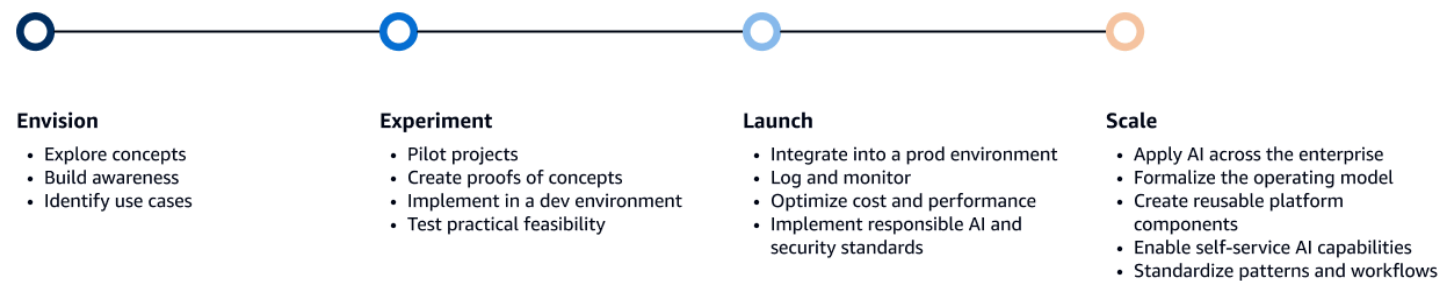 Envision
• Explore concepts
• Build awareness
• Identify use cases
Experiment
• Pilot projects
• Create proofs of concepts
• Implement in a dev environment
• Test practical feasibility
Launch
• Integrate into a prod environment
• Log and monitor
• Optimize cost and performance
• Implement responsible AI and
security standards
Scale
• Apply AI across the enterprise
• Formalize the operating model
• Create reusable platform
components
• Enable self-service AI capabilities
• Standardize patterns and workflows